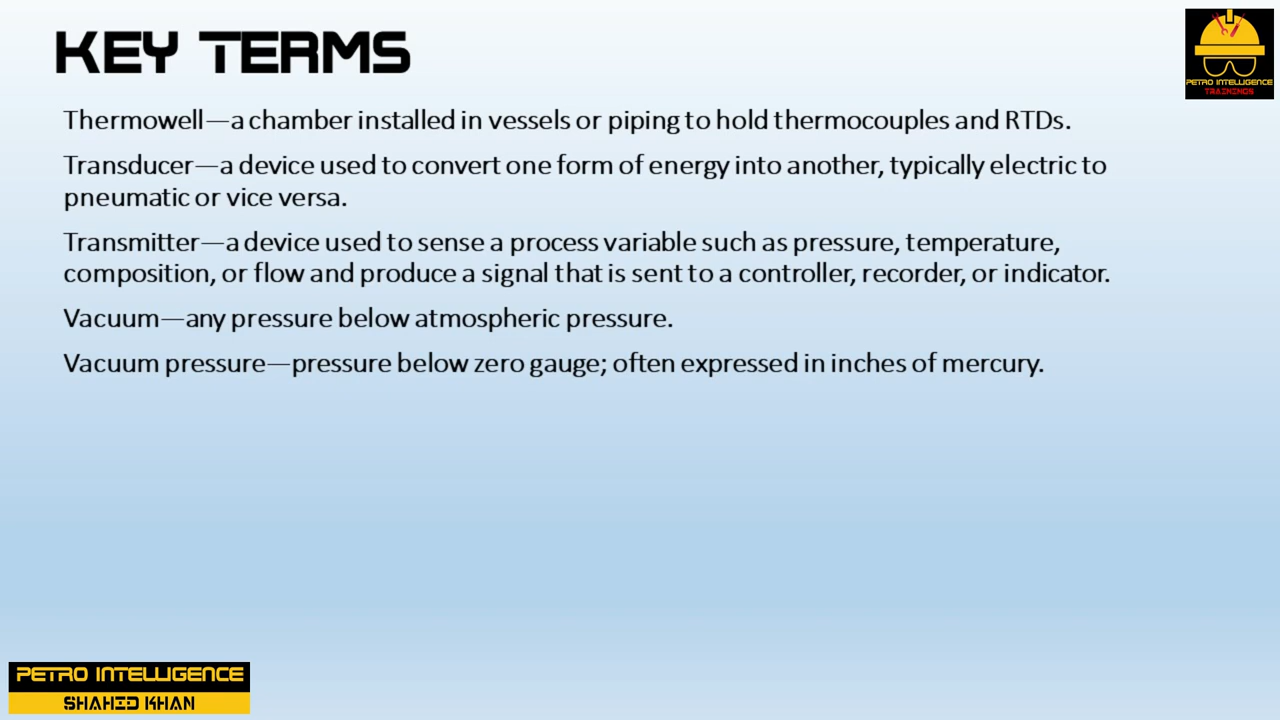 KEY TERMS
PETRO INTELLIGENCE
TRAININGS
Thermowell—a chamber installed in vessels or piping to hold thermocouples and RTDs.
Transducer—a device used to convert one form of energy into another, typically electric to
pneumatic or vice versa.
Transmitter—a device used to sense a process variable such as pressure, temperature,
composition, or flow and produce a signal that is sent to a controller, recorder, or indicator.
Vacuum—any pressure below atmospheric pressure.
Vacuum pressure—pressure below zero gauge; often expressed in inches of mercury.
PETRO INTELLIGENCE
SHAHID KHAN